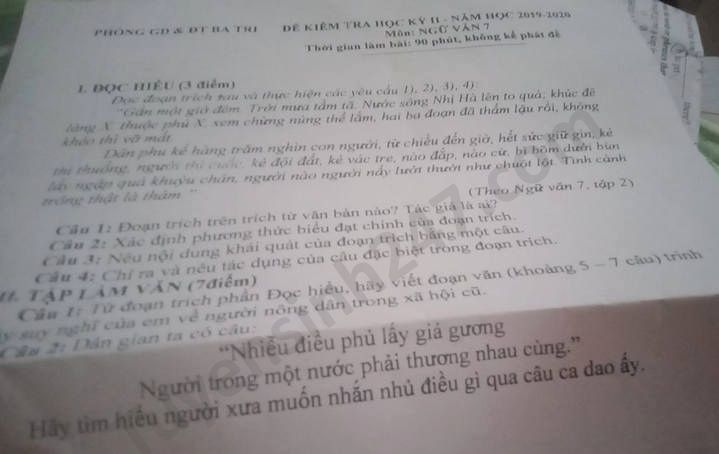 PHÒNG GD & ĐT BA TRI
ĐỀ KIỂM TRA HỌC KỲ II - NĂM HỌC 2019-2020
Môn: NGỮ VĂN 7
Thời gian làm bài: 90 phút, không kể phát đề
I. ĐỌC HIỂU (3 điểm)
Đọc đoạn trích sau và thực hiện các yêu cầu 1), 2), 3), 4):
"Gần một giờ đêm. Trời mưa tầm tã. Nước sông Nhị Hà lên to quá; khúc đê
làng X. thuộc phủ X, xem chừng núng thế lắm, hai ba đoạn đã thẩm lậu rồi, không
khéo thì vỡ mất.
Dân phu kể hàng trăm nghìn con người, từ chiều đến giờ, hết sức giữ gìn, kẻ
thì thuổng, người thì cuốc, kẻ đội đất, kẻ vác tre, nào đắp, nào cừ, bì bõm dưới bùn
lầy ngập quá khuỷu chân, người nào người nấy lướt thướt như chuột lột. Tình cảnh
trông thật là thảm."
(Theo Ngữ văn 7, tập 2)
Câu 1: Đoạn trích trên trích từ văn bản nào? Tác giả là ai?
Câu 2: Xác định phương thức biểu đạt chính của đoạn trích.
Câu 3: Nêu nội dung khái quát của đoạn trích bằng một câu.
Câu 4: Chỉ ra và nêu tác dụng của câu đặc biệt trong đoạn trích.
II. TẬP LÀM VĂN (7điểm)
Câu 1: Từ đoạn trích phần Đọc hiểu, hãy viết đoạn văn (khoảng 5 – 7 câu) trình
bày suy nghĩ của em về người nông dân trong xã hội cũ.
Câu 2: Dân gian ta có câu:
"Nhiễu điều phủ lấy giá gương
Người trong một nước phải thương nhau cùng."
Hãy tìm hiểu người xưa muốn nhắn nhủ điều gì qua câu ca dao ấy.
tuyensinh247.com